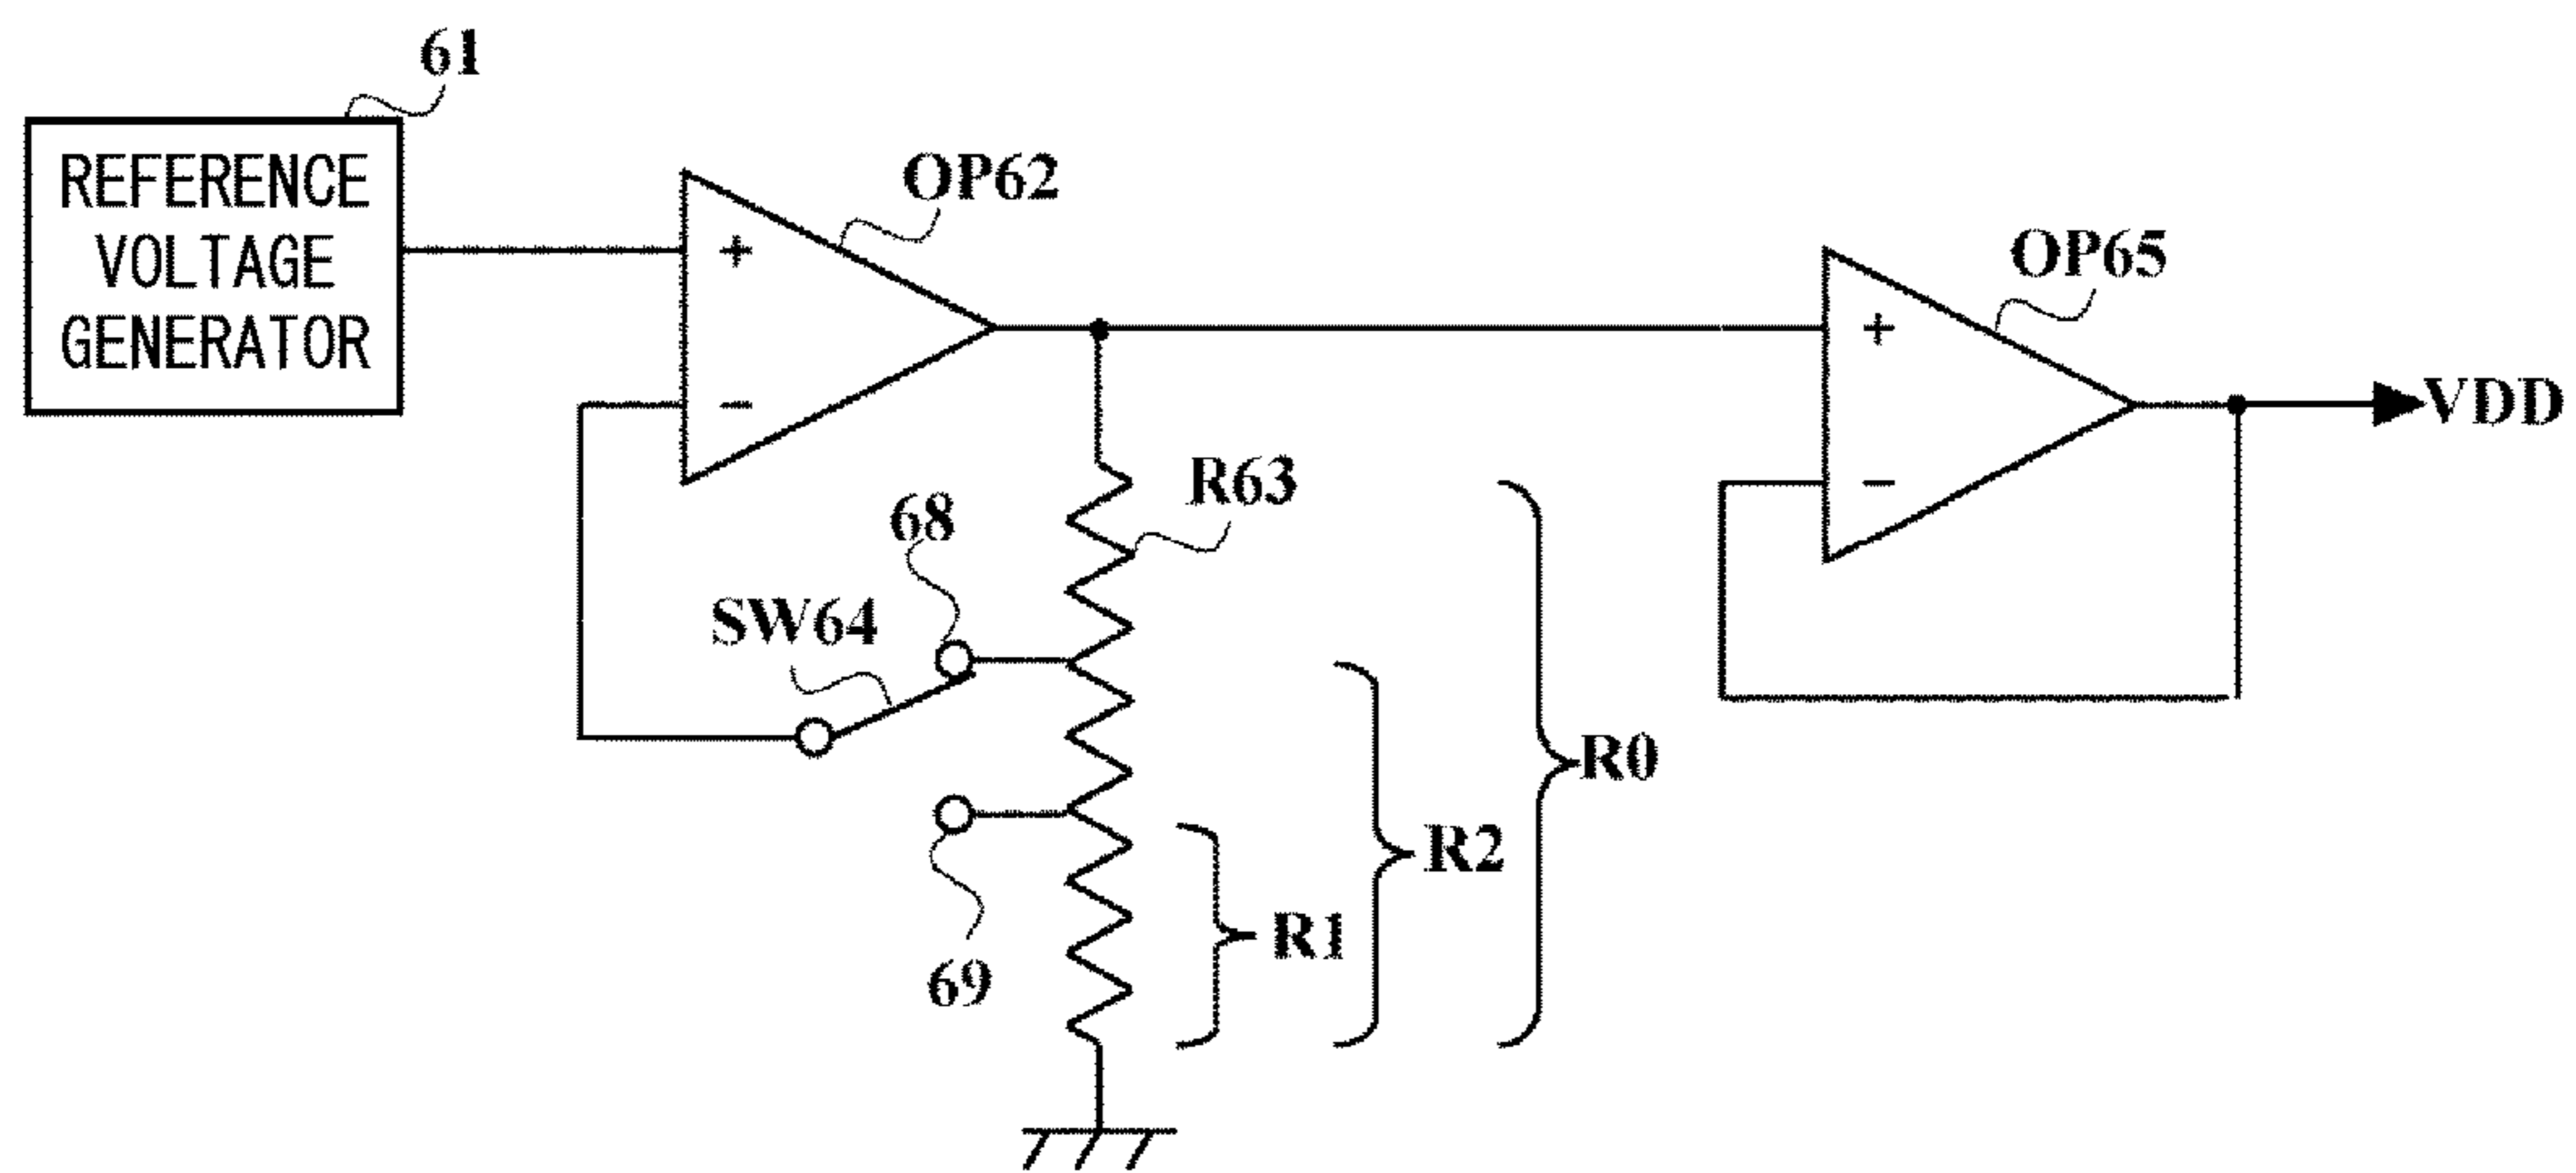 61
REFERENCE
VOLTAGE
GENERATOR
OP62
+
−
OP65
+
−
VDD
R63
68
SW64
R0
R2
R1
69